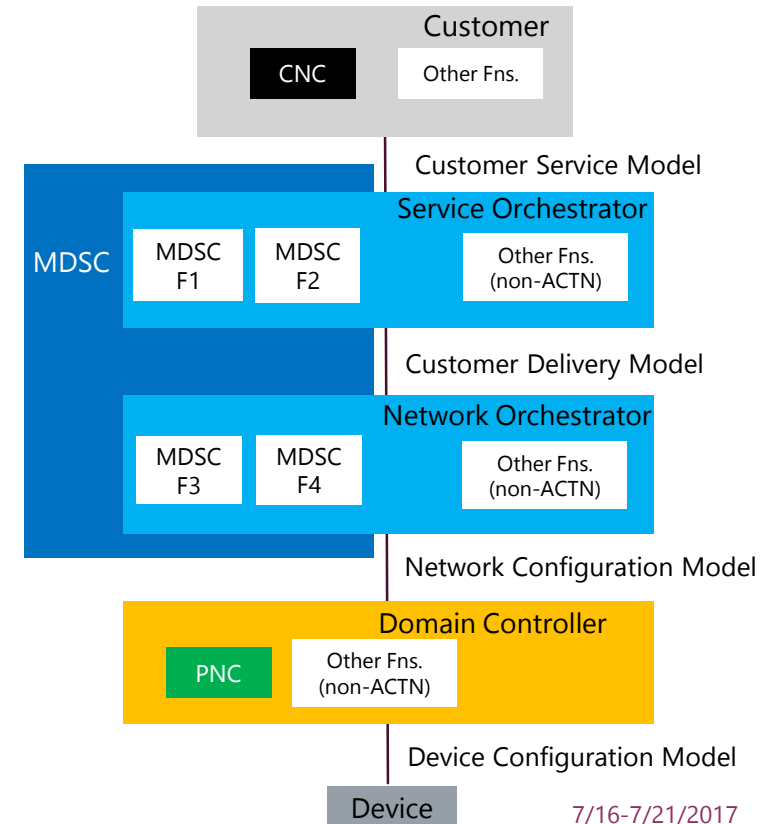 Customer
CNC
Other Fns.
Customer Service Model
Service Orchestrator
MDSC
MDSC
F1
MDSC
F2
Other Fns.
(non-ACTN)
Customer Delivery Model
Network Orchestrator
MDSC
F3
MDSC
F4
Other Fns.
(non-ACTN)
Network Configuration Model
Domain Controller
PNC
Other Fns.
(non-ACTN)
Device Configuration Model
Device
7/16-7/21/2017